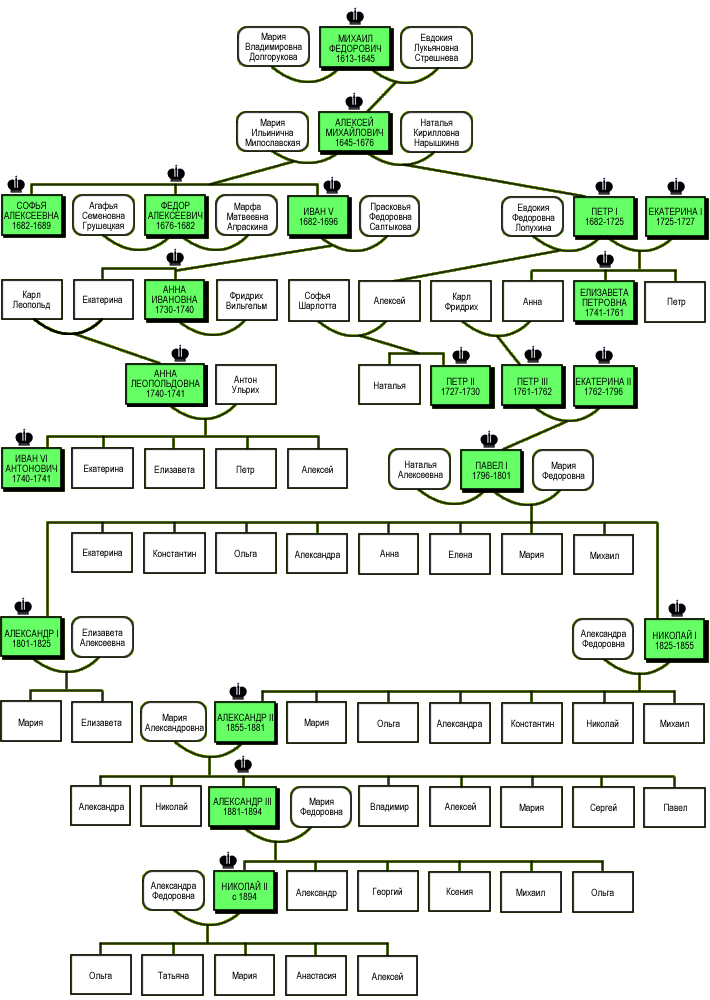 Мария
Владимировна
Долгорукова
МИХАИЛ
ФЕДОРОВИЧ
1613-1645
Евдокия
Лукьяновна
Стрешнева
Мария
Ильинична
Милославская
АЛЕКСЕЙ
МИХАЙЛОВИЧ
1645-1676
Наталья
Кирилловна
Нарышкина
СОФЬЯ
АЛЕКСЕЕВНА
1682-1689
Агафья
Семеновна
Грушецкая
ФЕДОР
АЛЕКСЕЕВИЧ
1676-1682
Марфа
Матвеевна
Апраскина
ИВАН V
1682-1696
Прасковья
Федоровна
Салтыкова
Евдокия
Федоровна
Лопухина
ПЕТР I
1682-1725
ЕКАТЕРИНА I
1725-1727
Карл
Леопольд
Екатерина
АННА
ИВАНОВНА
1730-1740
Фридрих
Вильгельм
Софья
Шарлотта
Алексей
Карл
Фридрих
Анна
ЕЛИЗАВЕТА
ПЕТРОВНА
1741-1761
Петр
АННА
ЛЕОПОЛЬДОВНА
1740-1741
Антон
Ульрих
Наталья
ПЕТР II
1727-1730
ПЕТР III
1761-1762
ЕКАТЕРИНА II
1762-1796
ИВАН VI
АНТОНОВИЧ
1740-1741
Екатерина
Елизавета
Петр
Алексей
Наталья
Алексеевна
ПАВЕЛ I
1796-1801
Мария
Федоровна
Екатерина
Константин
Ольга
Александра
Анна
Елена
Мария
Михаил
АЛЕКСАНДР I
1801-1825
Елизавета
Алексеевна
Александра
Федоровна
НИКОЛАЙ I
1825-1855
Мария
Елизавета
Мария
Александровна
АЛЕКСАНДР II
1855-1881
Мария
Ольга
Александра
Константин
Николай
Михаил
Александра
Николай
АЛЕКСАНДР III
1881-1894
Мария
Федоровна
Владимир
Алексей
Мария
Сергей
Павел
Александра
Федоровна
НИКОЛАЙ II
с 1894
Александр
Георгий
Ксения
Михаил
Ольга
Ольга
Татьяна
Мария
Анастасия
Алексей